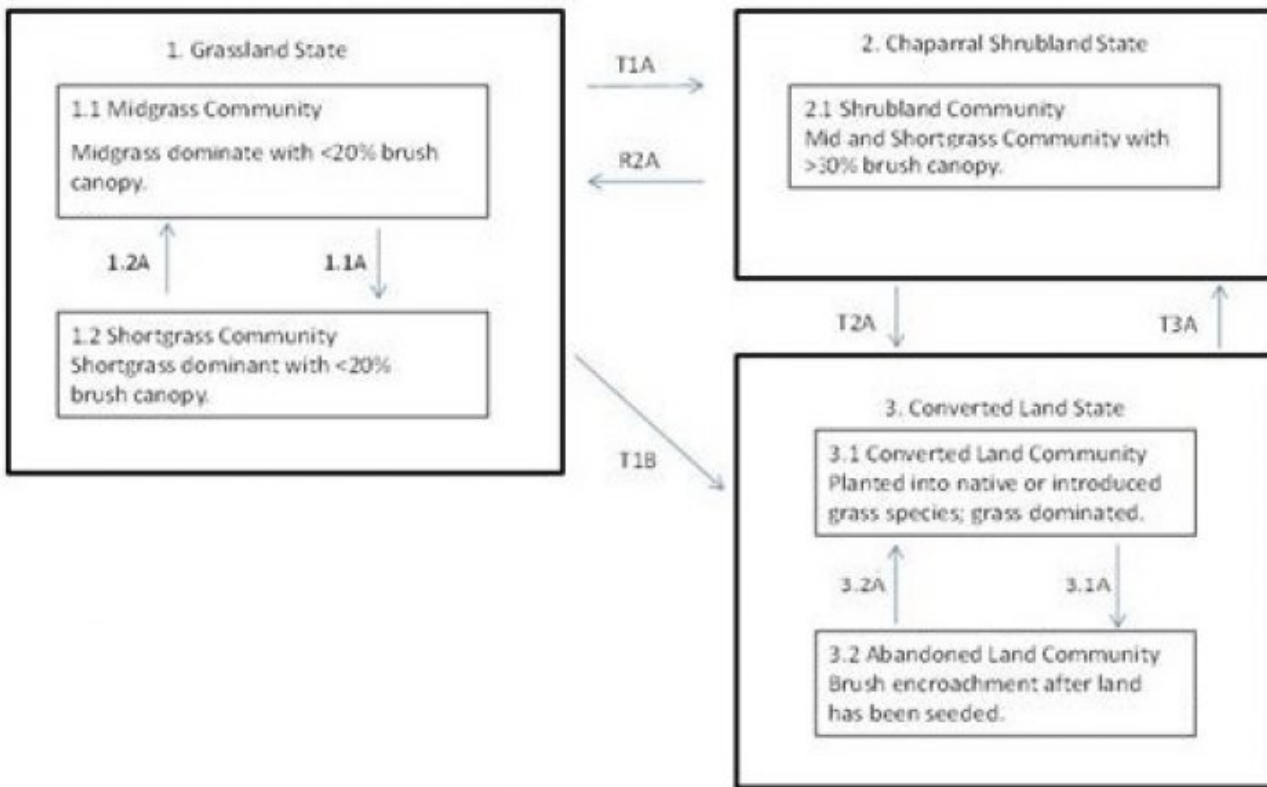 1. Grassland State
1.1 Midgrass Community
Midgrass dominate with <20% brush
canopy.
1.2A
1.1A
1.2 Shortgrass Community
Shortgrass dominant with <20%
brush canopy.
T1A
R2A
2. Chaparral Shrubland State
2.1 Shrubland Community
Mid and Shortgrass Community with
>30% brush canopy.
T2A
T3A
T1B
3. Converted Land State
3.1 Converted Land Community
Planted into native or introduced
grass species; grass dominated.
3.2A
3.1A
3.2 Abandoned Land Community
Brush encroachment after land
has been seeded.